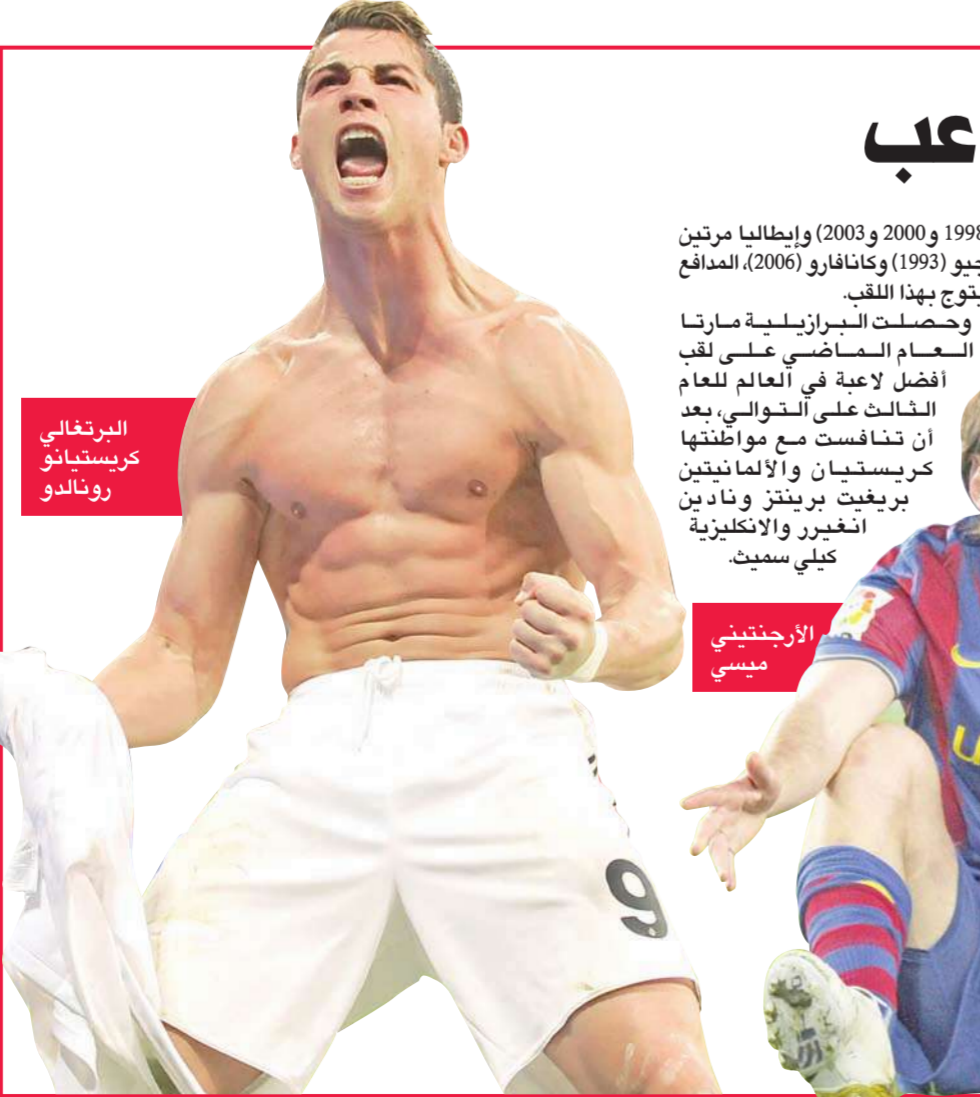 عب
1998 و2000 و2003) وإيطاليا مرتين
جيو (1993) وكانافارو (2006)، المدافع
يتوج بهذا اللقب.
وحصلت البرازيلية مارتا
العام الماضي على لقب
أفضل لاعبة في العالم للعام
الثالث على التوالي، بعد
أن تنافست مع مواطنتها
كريستيان والألمانيتين
بريغيت برينتز ونادين
انغيرر والانكليزية
كيلي سميث.
البرتغالي
كريستيانو
رونالدو
الأرجنتيني
ميسي
9